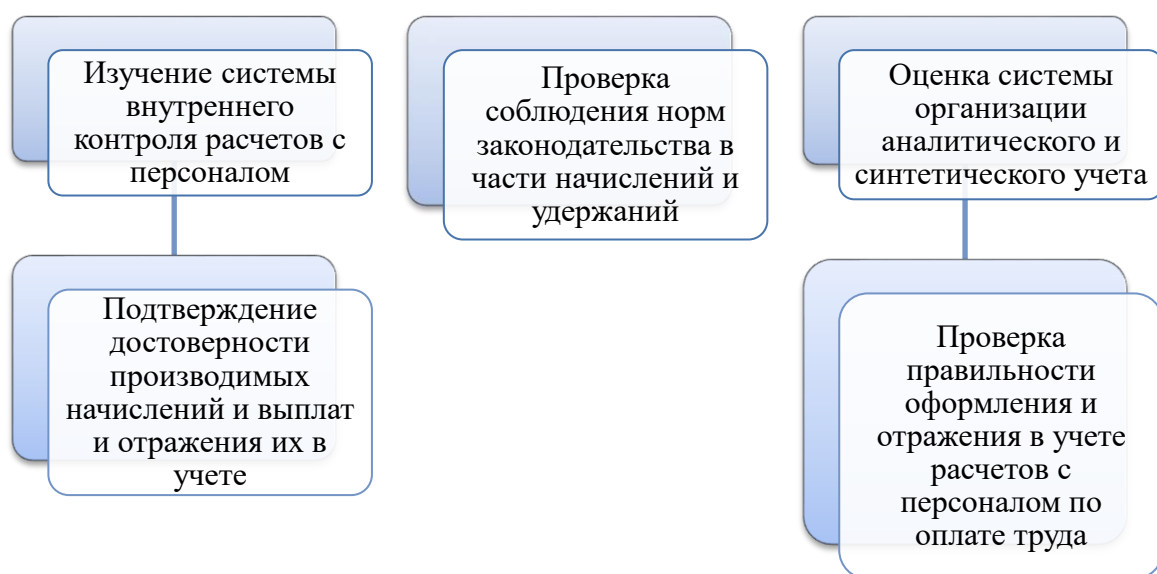 Изучение системы
внутреннего
контроля расчетов с
персоналом
Проверка
соблюдения норм
законодательства в
части начислений и
удержаний
Оценка системы
организации
аналитического и
синтетического учета
Подтверждение
достоверности
производимых
начислений и выплат
и отражения их в
учете
Проверка
правильности
оформления и
отражения в учете
расчетов с
персоналом по
оплате труда